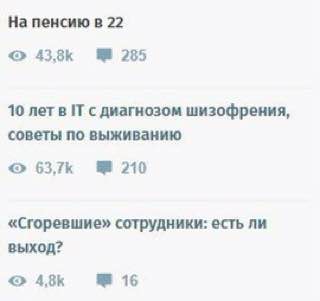 На пенсию в 22
43,8k 285
10 лет в IT с диагнозом шизофрения,
советы по выживанию
63,7k 210
«Сгоревшие» сотрудники: есть ли
выход?
4,8k 16